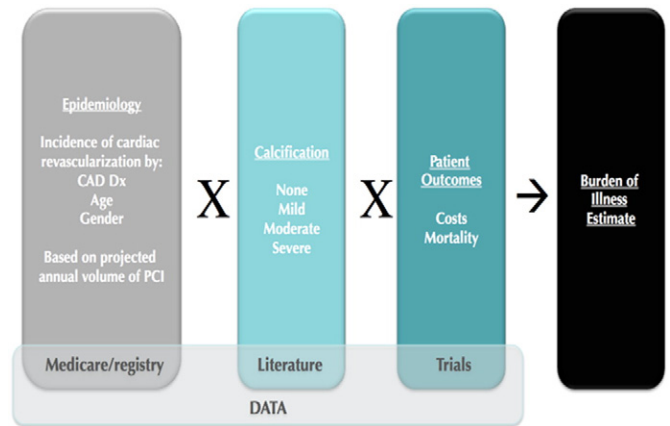 Epidemiology
Incidence of cardiac
revascularization by:
CAD Dx
Age
Gender
Based on projected
annual volume of PCI
Medicare/registry
X
Calcification
None
Mild
Moderate
Severe
Literature
X
Patient
Outcomes
Costs
Mortality
Trials
→
Burden of
Illness
Estimate
DATA